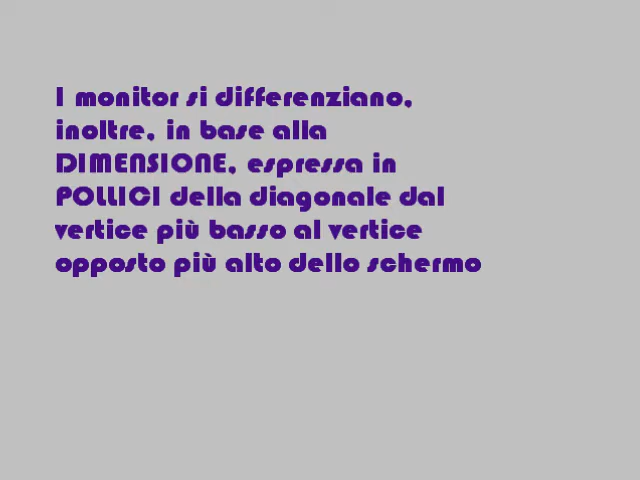 I monitor si differenziano,
inoltre, in base alla
DIMENSIONE, espressa in
POLLICI della diagonale dal
vertice più basso al vertice
opposto più alto dello schermo